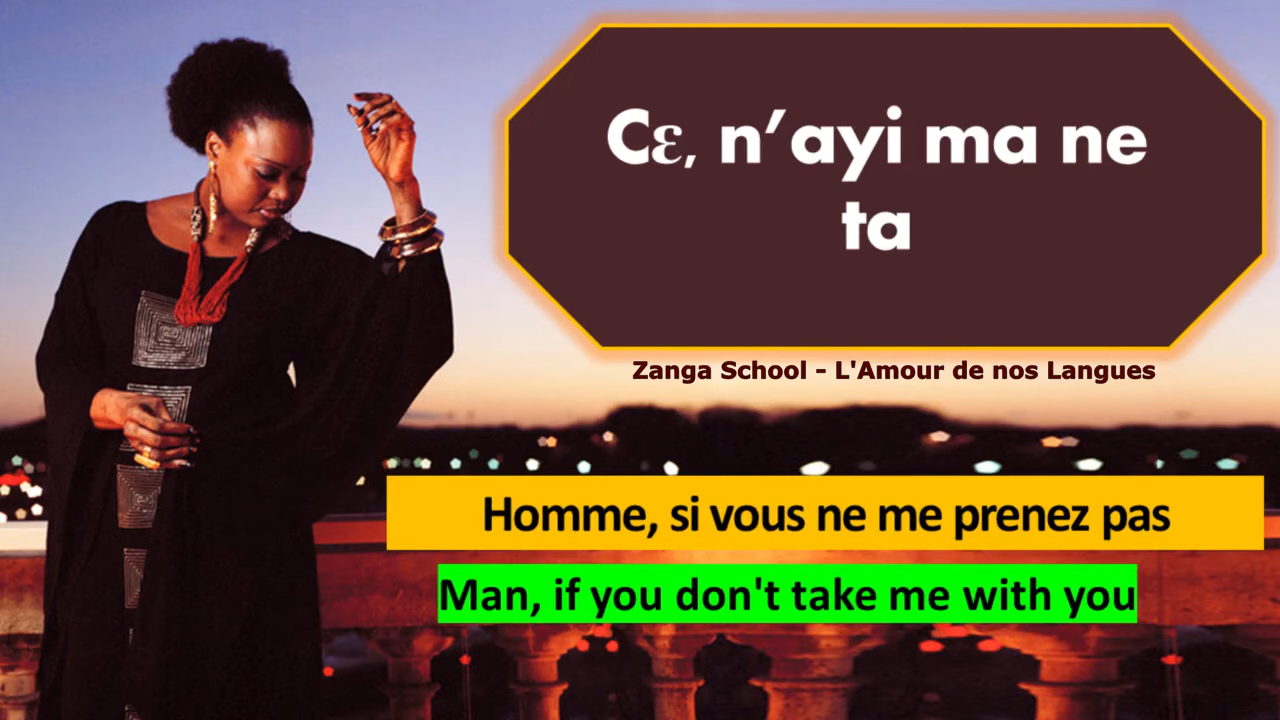 Cɛ, n’ayi ma ne
ta
Zanga School - L'Amour de nos Langues
Homme, si vous ne me prenez pas
Man, if you don't take me with you